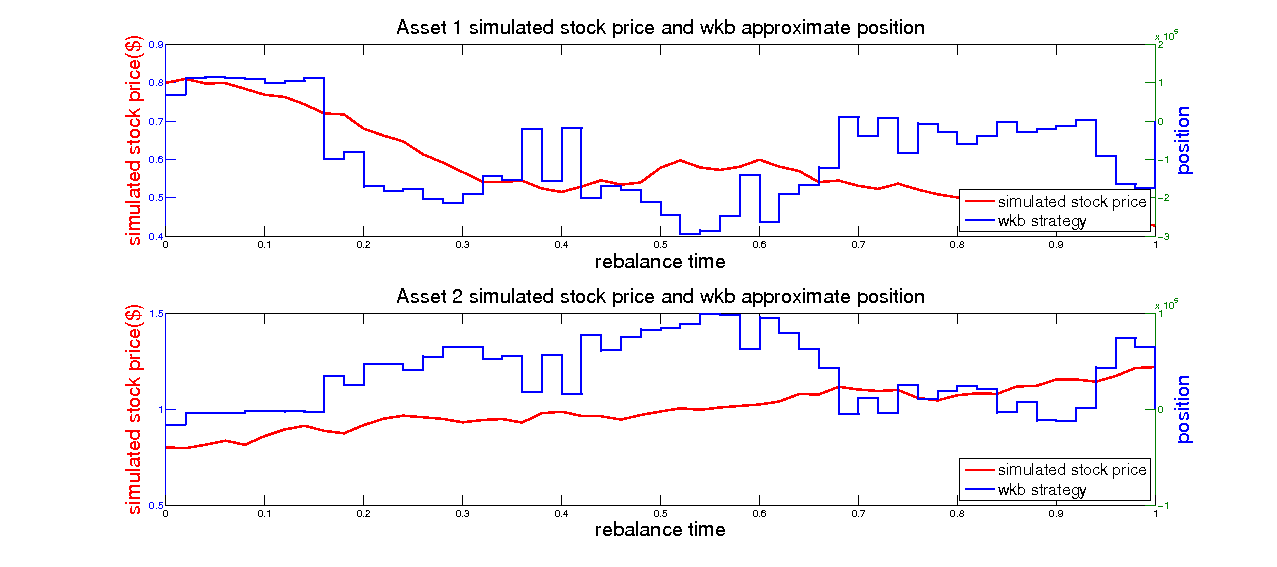 Asset 1 simulated stock price and wkb approximate position
x 10^5
simulated stock price($)
0.9
0.8
0.7
0.6
0.5
0.4
2
1
0
-1
-2
-3
position
simulated stock price
wkb strategy
0 0.1 0.2 0.3 0.4 0.5 0.6 0.7 0.8 0.9 1
rebalance time
Asset 2 simulated stock price and wkb approximate position
x 10^6
simulated stock price($)
1.5
1
0.5
1
0
-1
position
simulated stock price
wkb strategy
0 0.1 0.2 0.3 0.4 0.5 0.6 0.7 0.8 0.9 1
rebalance time